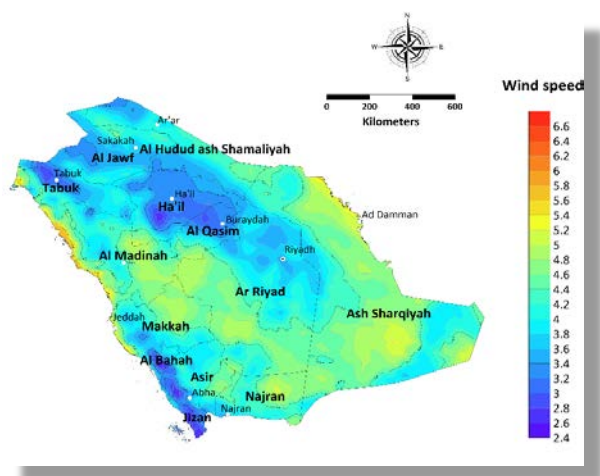 N
W
E
S
Wind speed
0 200 400 600
Kilometers
6.6
6.4
6.2
6
5.8
5.6
5.4
5.2
5
4.8
4.6
4.4
4.2
4
3.8
3.6
3.4
3.2
3
2.8
2.6
2.4
Ar'ar
Sakakah
Al Hudud ash Shamaliyah
Al Jawf
Tabuk
Tabuk
Ha'il
Ha'il
Buraydah
Al Qasim
Ad Damman
Riyadh
Al Madinah
Ar Riyad
Ash Sharqiyah
Jeddah
Makkah
Al Bahah
Asir
Abha
Najran
Najran
Jizan